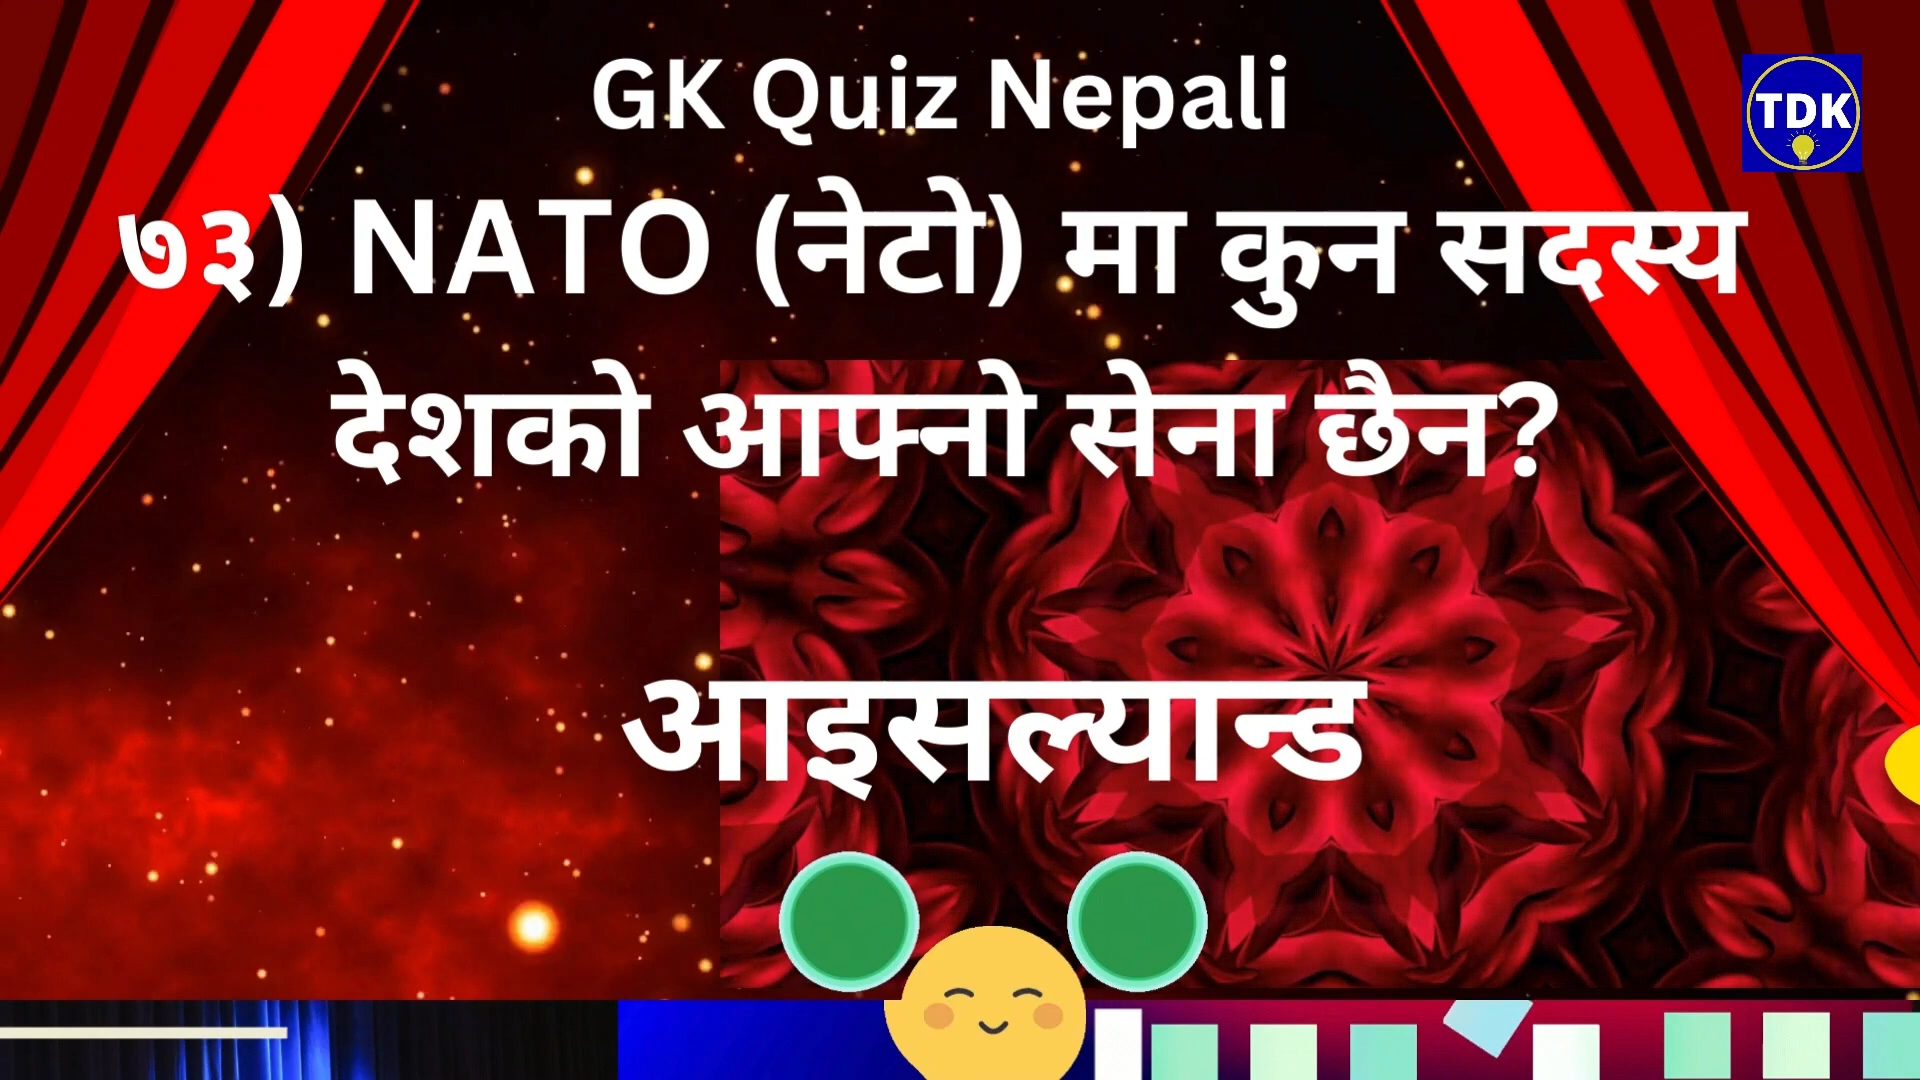 GK Quiz Nepali
TDK
७३) NATO (नेटो) मा कुन सदस्य
देशको आफ्नो सेना छैन?
आइसल्यान्ड